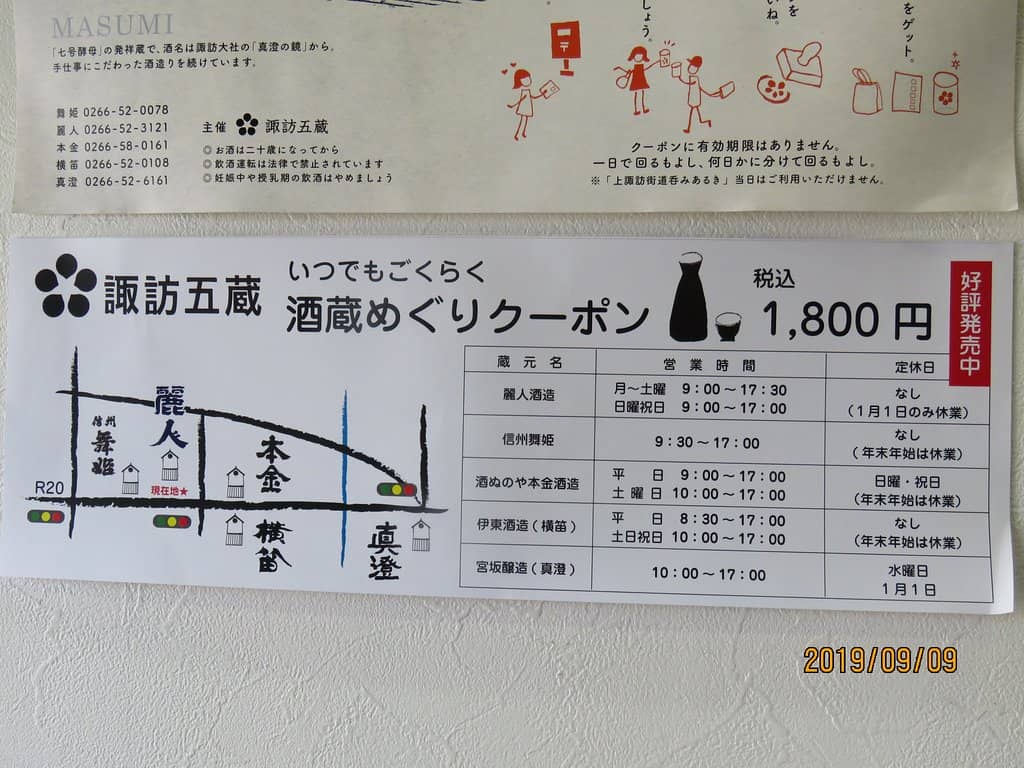 MASUMI
「七号酵母」の発祥蔵で、酒名は諏訪大社の「真澄の鏡」から。
手仕事にこだわった酒造りを続けています。
舞姫 0266-52-0078
麗人 0266-52-3121
本金 0266-58-0161
横笛 0266-52-0108
真澄 0266-52-6161
主催 諏訪五蔵
◎お酒は二十歳になってから
◎飲酒運転は法律で禁止されています
◎妊娠中や授乳期の飲酒はやめましょう
をゲット。
いね。
を
しょう。
〒
クーポンに有効期限はありません。
一日で回るもよし、何日かに分けて回るもよし。
※「上諏訪街道呑みあるき」当日はご利用いただけません。
諏訪五蔵
いつでもごくらく
酒蔵めぐりクーポン
税込
1,800 円
好評発売中
蔵元名 営業時間 定休日
麗人酒造 月〜土曜 9:00〜17:30 なし
日曜祝日 9:00〜17:00 (1月1日のみ休業)
信州舞姫 9:30〜17:00 なし
(年末年始は休業)
酒ぬのや本金酒造 平日 9:00〜17:00 日曜・祝日
土曜日 10:00〜17:00 (年末年始は休業)
伊東酒造(横笛) 平日 8:30〜17:00 なし
土日祝日 10:00〜17:00 (年末年始は休業)
宮坂醸造(真澄) 10:00〜17:00 水曜日
1月1日
麗人
信州
舞姫
本金
R20
現在地★
横笛
真澄
2019/09/09